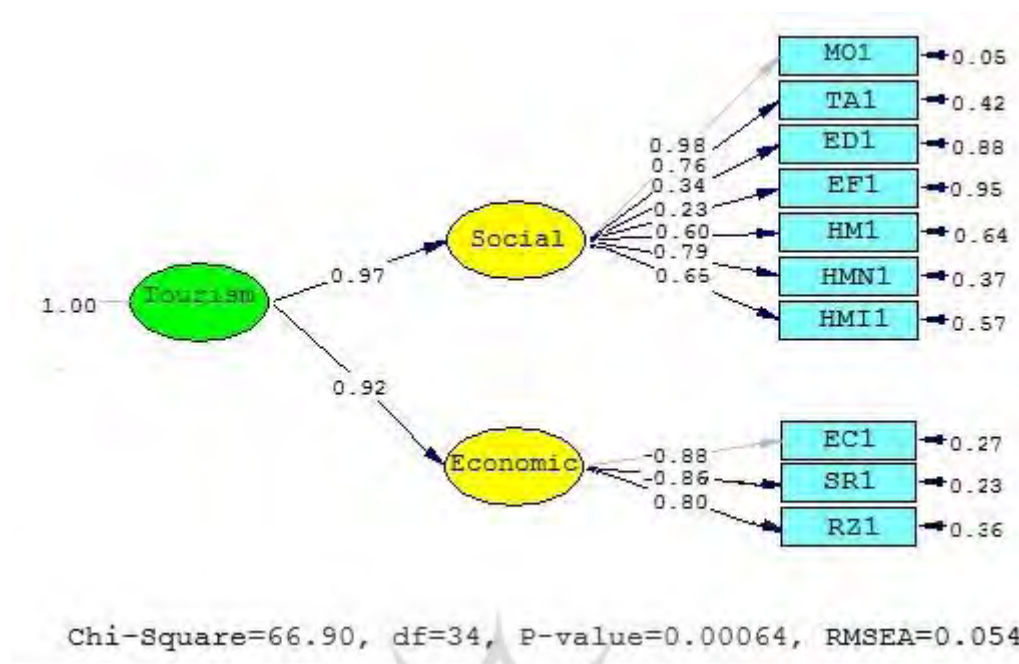 MO1
0.05
TA1
0.42
ED1
0.88
EF1
0.95
HM1
0.64
HMN1
0.37
HMI1
0.57
0.98
0.76
0.34
0.23
0.60
0.79
0.65
Social
0.97
1.00
Tourism
0.92
Economic
-0.88
-0.86
0.80
EC1
0.27
SR1
0.23
RZ1
0.36
Chi-Square=66.90, df=34, P-value=0.00064, RMSEA=0.054